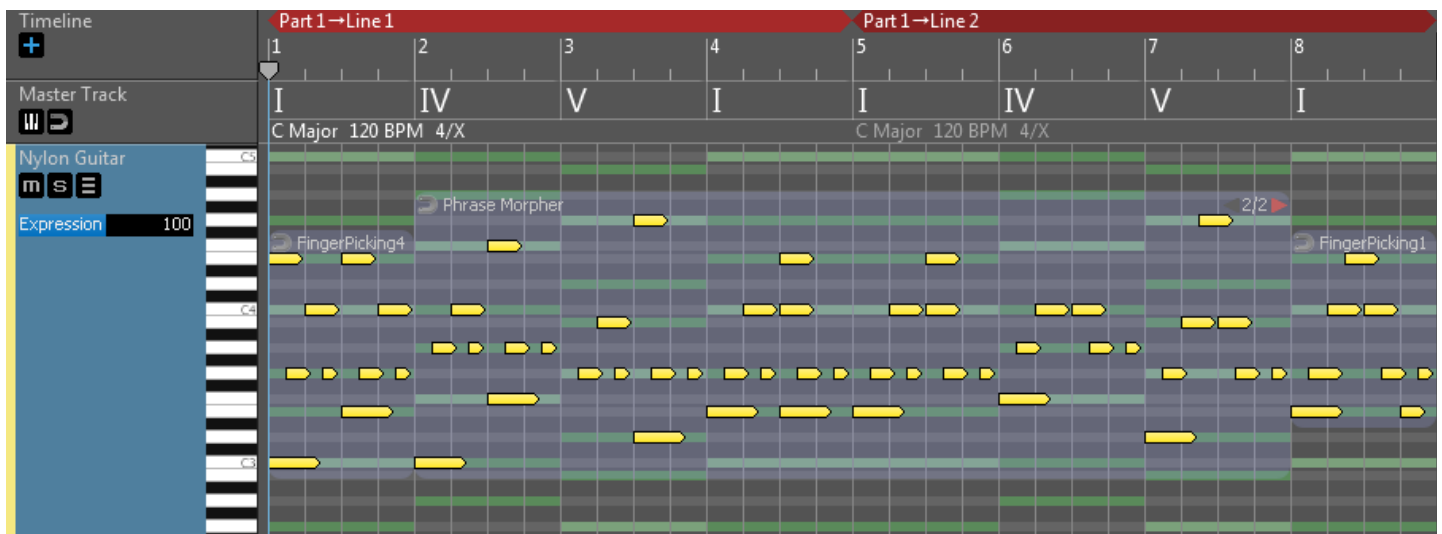 Timeline
Part 1→Line 1
Part 1→Line 2
1 2 3 4 5 6 7 8
Master Track
I IV V I I IV V I
C Major 120 BPM 4/X
C Major 120 BPM 4/X
Nylon Guitar
C5
m s
Phrase Morpher
2/2
Expression 100
FingerPicking4
FingerPicking1
C4
C3